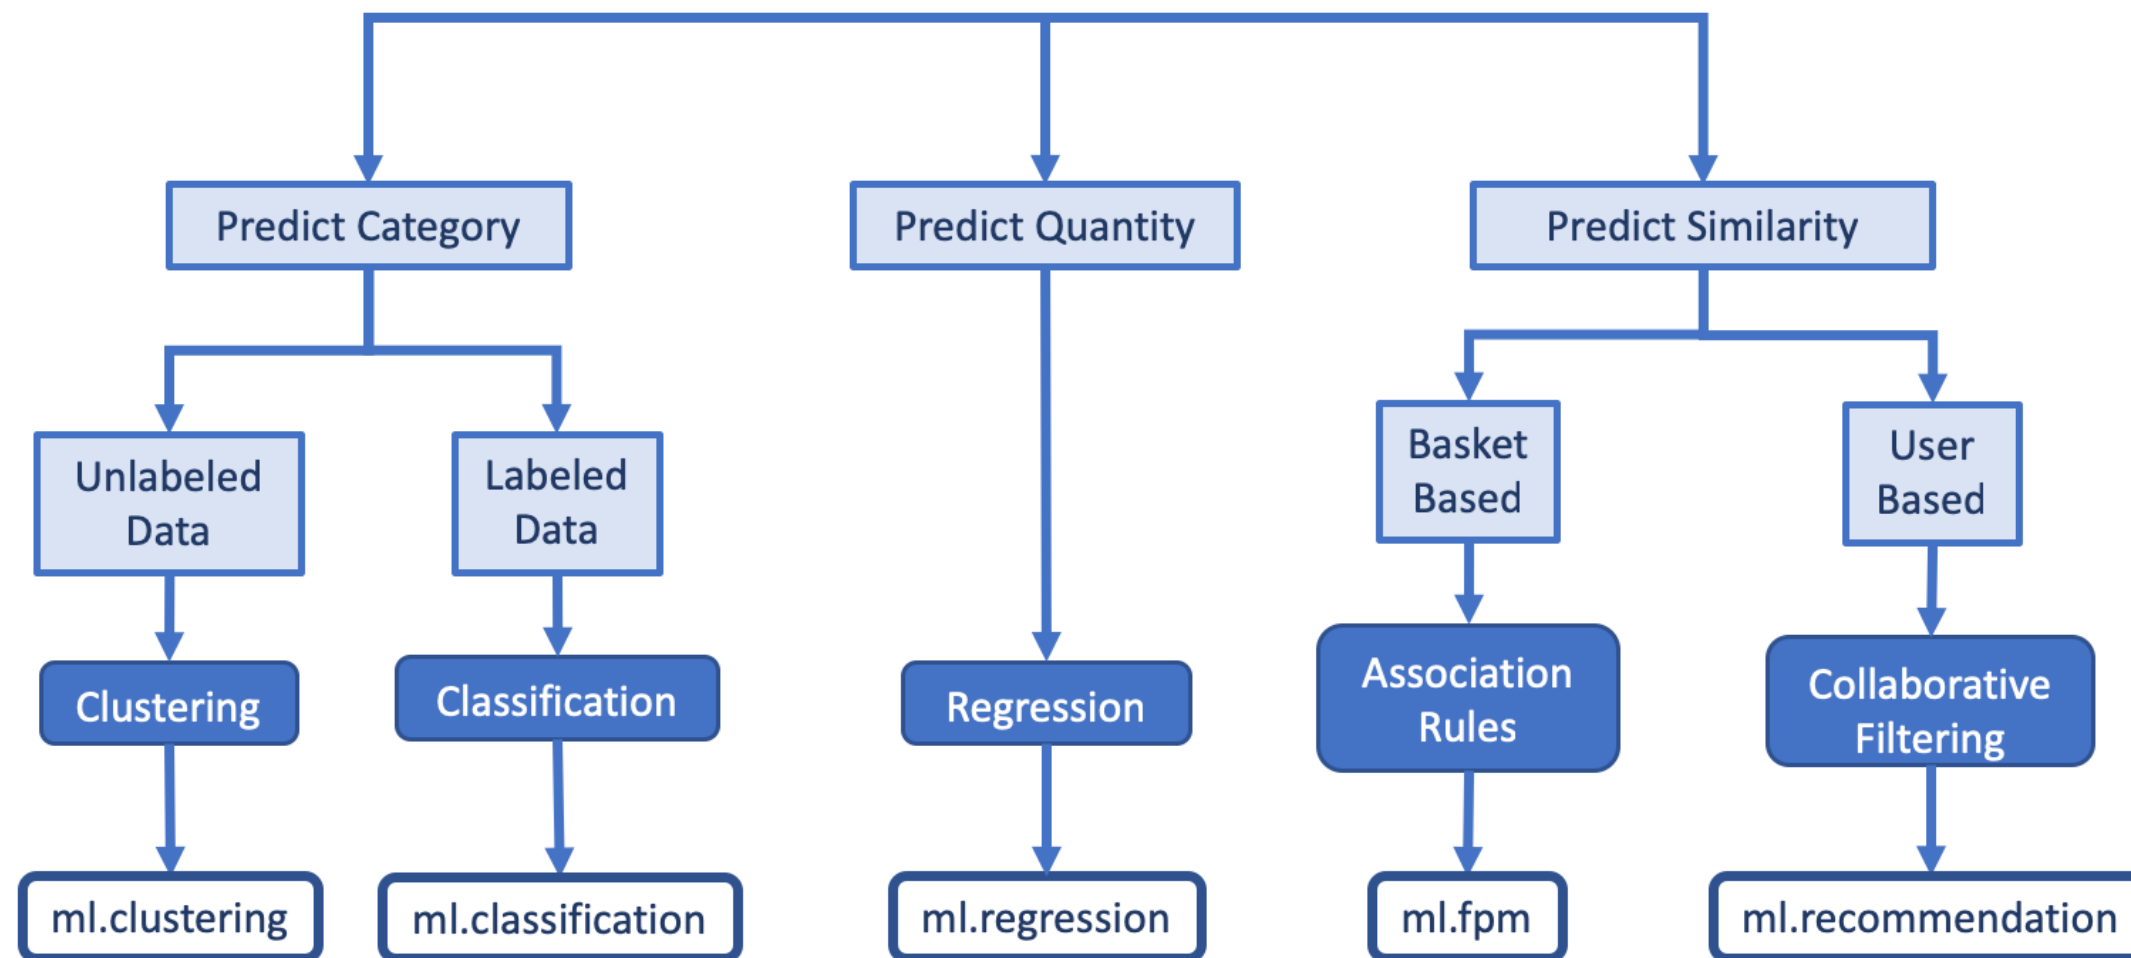 Predict Category
Predict Quantity
Predict Similarity
Unlabeled
Data
Labeled
Data
Basket
Based
User
Based
Clustering
Classification
Regression
Association
Rules
Collaborative
Filtering
ml.clustering
ml.classification
ml.regression
ml.fpm
ml.recommendation